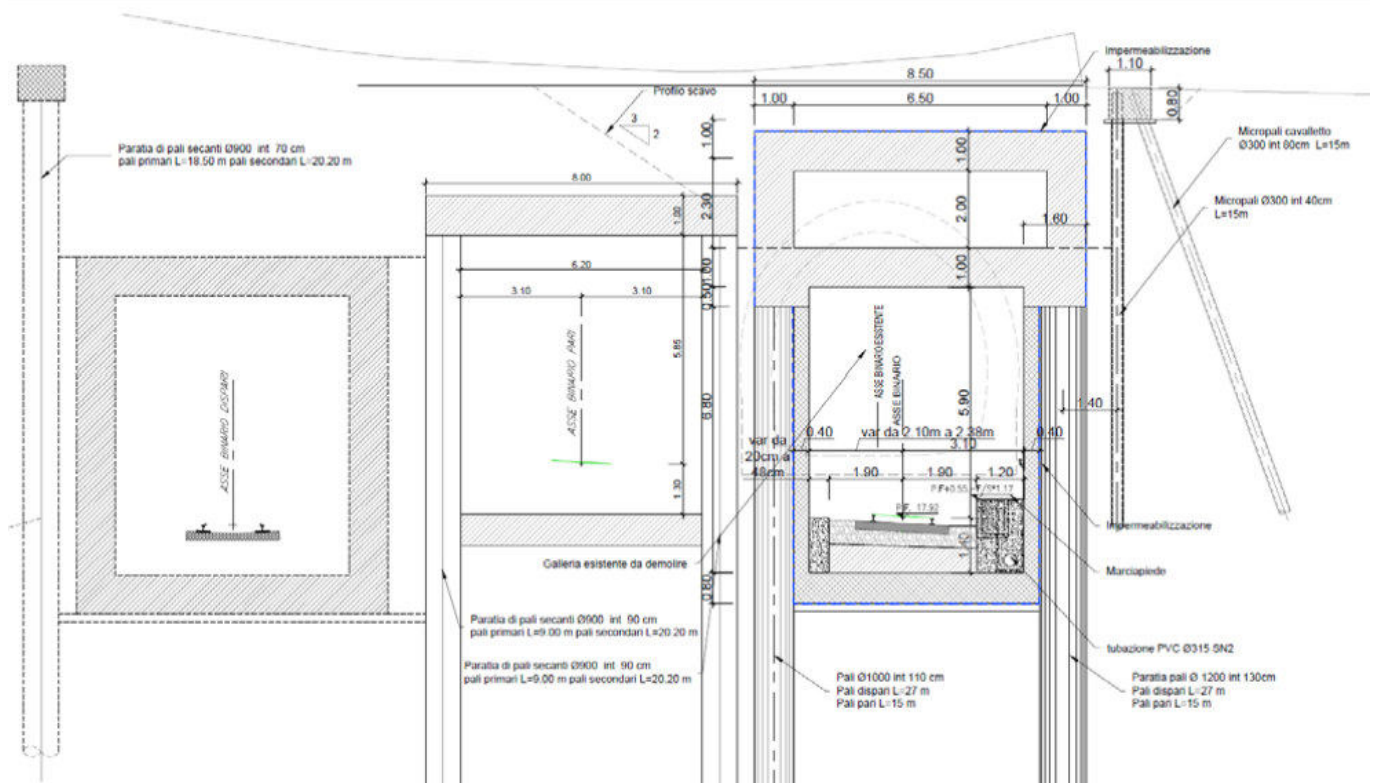 Impermeabilizzazione
1.10
8.50
Profilo scavo
1.00
6.50
1.00
0.80
3
2
1.00
Micropali cavalletto
Ø300 int 80cm L=15m
Paratia di pali secanti Ø900 int 70 cm
pali primari L=18.50 m pali secondari L=20.20 m
1.00
8.00
Micropali Ø300 int 40cm
L=15m
1.00
2.30
2.00
1.60
6.20
1.00
1.00
3.10
3.10
0.50
ASSE BINARIO DISPARI
ASSE BINARIO PARI
5.85
6.80
ASSE BINARIO ESISTENTE
ASSE BINARIO
5.90
1.40
var da
20cm a
48cm
0.40
var da 2.10m a 2.38m
3.10
0.40
1.30
1.90
1.90
1.20
P.F. 17.92
Impermeabilizzazione
Galleria esistente da demolire
1.40
Marciapiede
0.80
Paratia di pali secanti Ø900 int 90 cm
pali primari L=9.00 m pali secondari L=20.20 m
tubazione PVC Ø315 SN2
Paratia di pali secanti Ø900 int 90 cm
pali primari L=9.00 m pali secondari L=20.20 m
Pali Ø1000 int 110 cm
Pali dispari L=27 m
Pali pari L=15 m
Paratia pali Ø 1200 int 130cm
Pali dispari L=27 m
Pali pari L=15 m